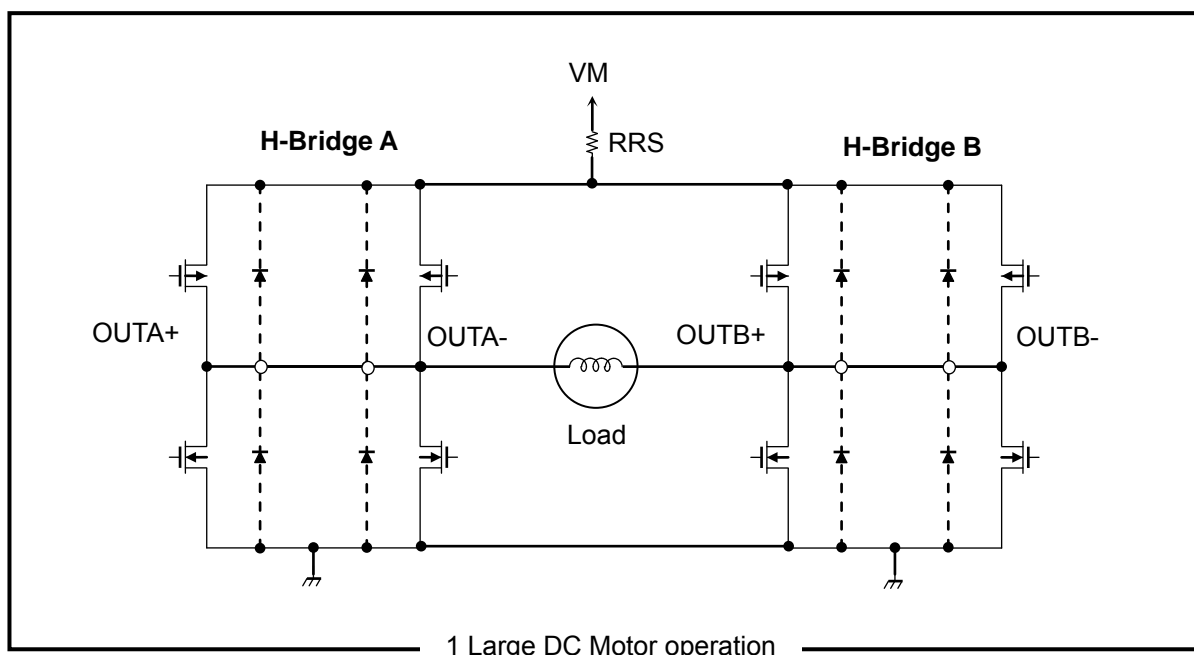 VM
RRS
H-Bridge A
H-Bridge B
OUTA+
OUTA-
OUTB+
OUTB-
Load
1 Large DC Motor operation